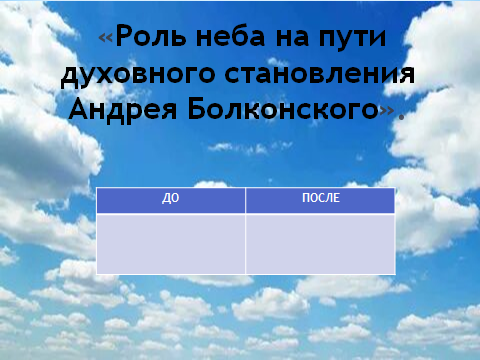 «Роль неба на пути
духовного становления
Андрея Болконского».
ДО ПОСЛЕ